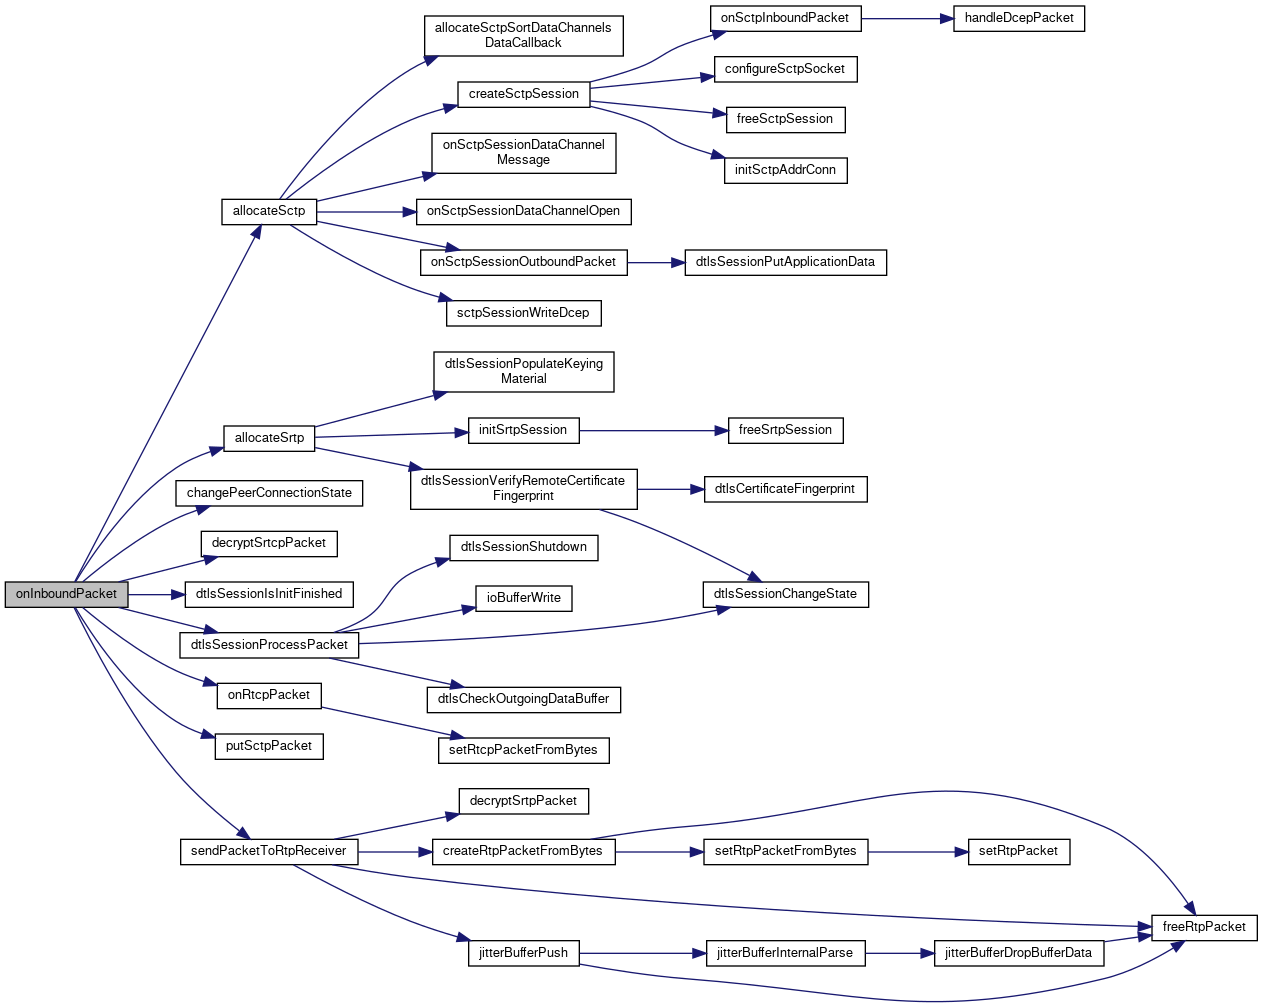 onInboundPacket
allocateSctp
allocateSctpSortDataChannels
DataCallback
createSctpSession
onSctpInboundPacket
handleDcepPacket
configureSctpSocket
freeSctpSession
initSctpAddrConn
onSctpSessionDataChannel
Message
onSctpSessionDataChannelOpen
onSctpSessionOutboundPacket
dtlsSessionPutApplicationData
sctpSessionWriteDcep
allocateSrtp
dtlsSessionPopulateKeying
Material
initSrtpSession
freeSrtpSession
dtlsSessionVerifyRemoteCertificate
Fingerprint
dtlsCertificateFingerprint
dtlsSessionChangeState
changePeerConnectionState
decryptSrtcpPacket
dtlsSessionIsInitFinished
dtlsSessionProcessPacket
dtlsSessionShutdown
ioBufferWrite
dtlsCheckOutgoingDataBuffer
onRtcpPacket
setRtcpPacketFromBytes
putSctpPacket
sendPacketToRtpReceiver
decryptSrtpPacket
createRtpPacketFromBytes
setRtpPacketFromBytes
setRtpPacket
freeRtpPacket
jitterBufferPush
jitterBufferInternalParse
jitterBufferDropBufferData